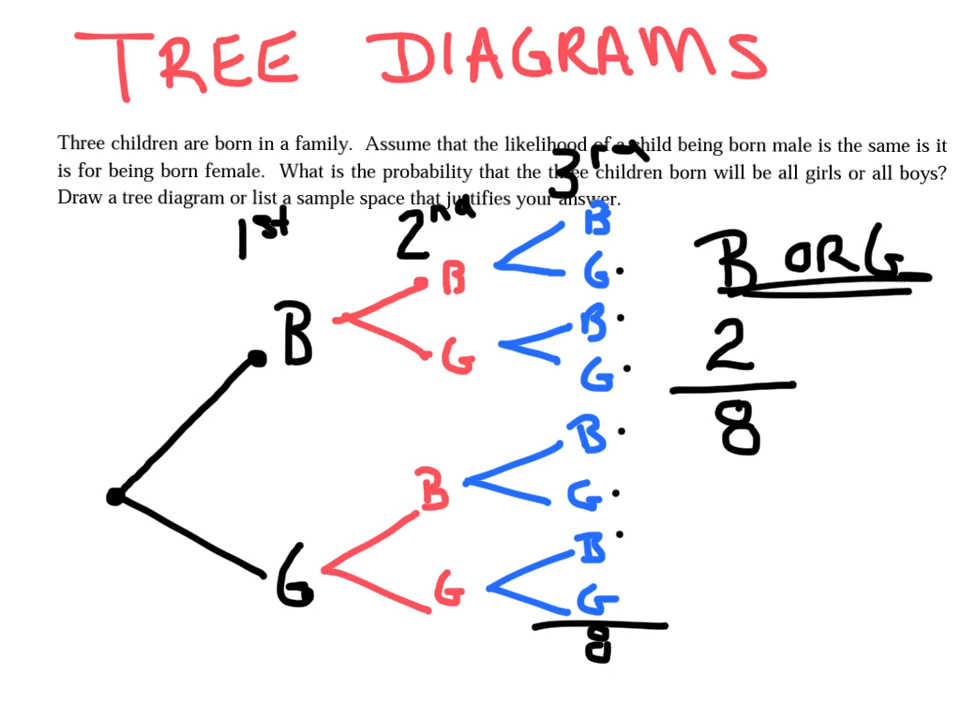 TREE DIAGRAMS
Three children are born in a family. Assume that the likelihood of a child being born male is the same is it
is for being born female. What is the probability that the three children born will be all girls or all boys?
Draw a tree diagram or list a sample space that justifies your answer.
1st 2nd 3rd
B
B
G
B OR G
B
B
G
G
2
8
B
B
G
G
B
G
G
8